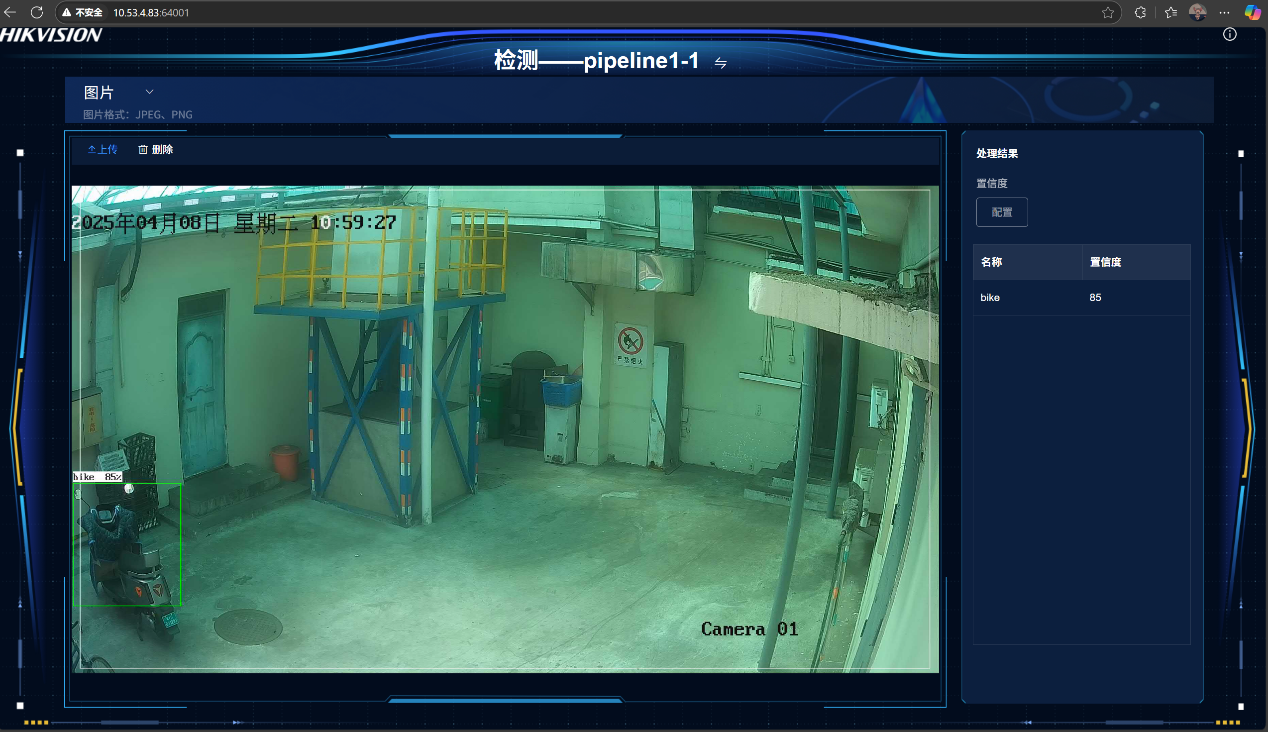 不安全 10.53.4.83:64001
HIKVISION
检测——pipeline1-1
图片
图片格式：JPEG、PNG
上传 删除
处理结果
置信度
配置
名称 置信度
bike 85
2025年04月08日 星期二 10:59:27
bike 85%
Camera 01